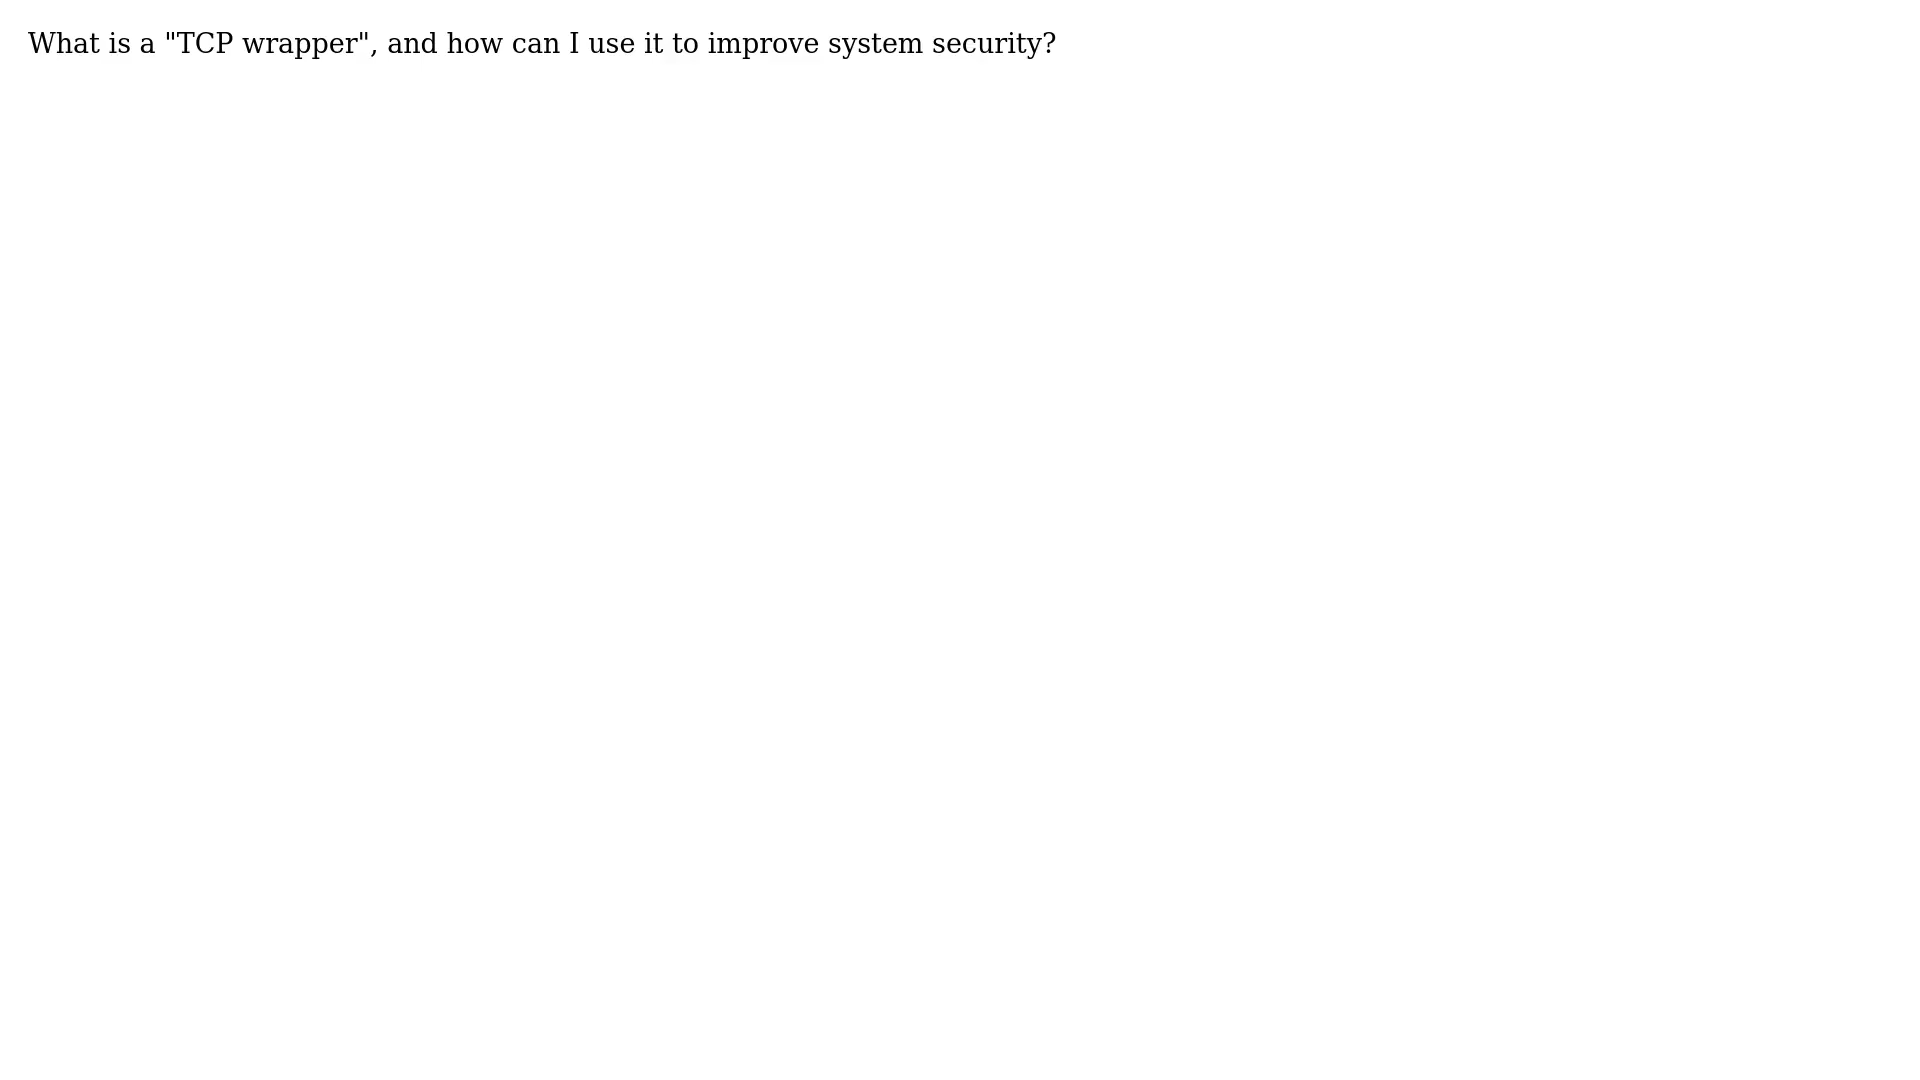 What is a "TCP wrapper", and how can I use it to improve system security?